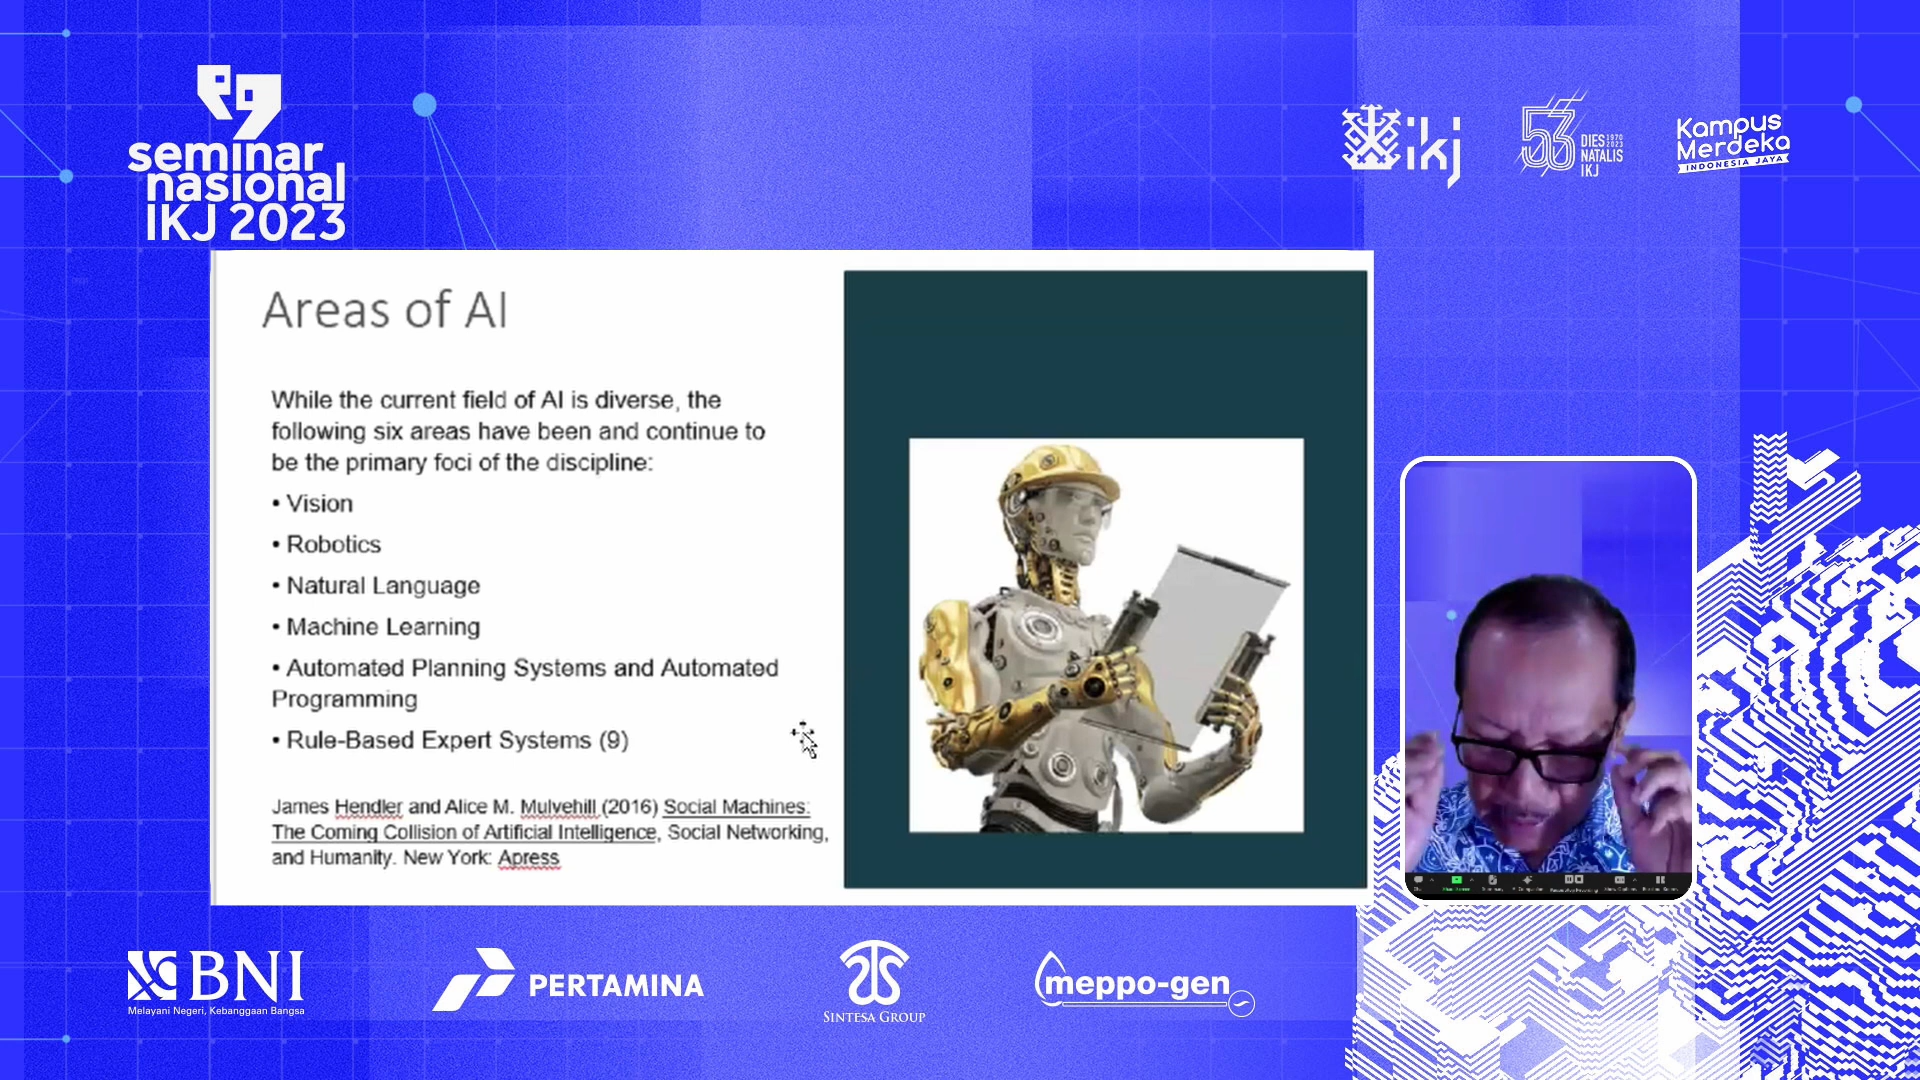 seminar
nasional
IKJ 2023
ikj
53
DIES 1970
NATALIS 2023
IKJ
Kampus
Merdeka
INDONESIA JAYA
Areas of AI
While the current field of AI is diverse, the
following six areas have been and continue to
be the primary foci of the discipline:
• Vision
• Robotics
• Natural Language
• Machine Learning
• Automated Planning Systems and Automated
Programming
• Rule-Based Expert Systems (9)
James Hendler and Alice M. Mulvehill (2016) Social Machines:
The Coming Collision of Artificial Intelligence, Social Networking,
and Humanity. New York: Apress
BNI
Melayani Negeri, Kebanggaan Bangsa
PERTAMINA
SINTESA GROUP
meppo-gen